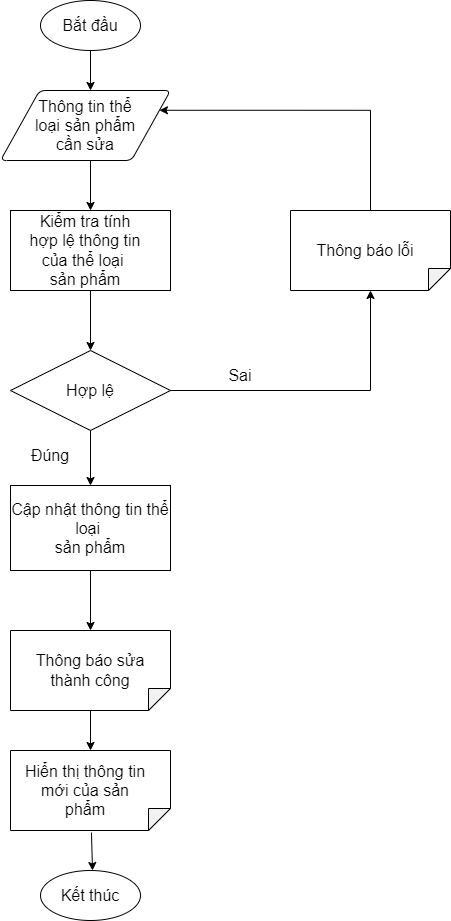 Bắt đầu
Thông tin thể
loại sản phẩm
cần sửa
Kiểm tra tính
hợp lệ thông tin
của thể loại
sản phẩm
Thông báo lỗi
Hợp lệ
Sai
Đúng
Cập nhật thông tin thể
loại
sản phẩm
Thông báo sửa
thành công
Hiển thị thông tin
mới của sản
phẩm
Kết thúc